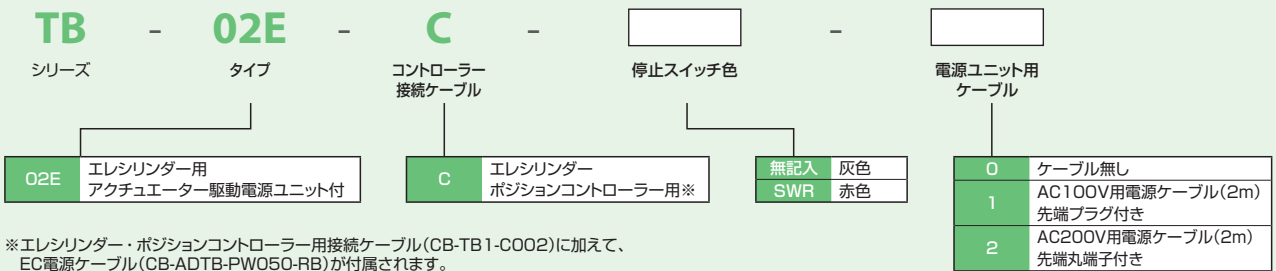 TB - 02E - C - -
シリーズ
タイプ
コントローラー
接続ケーブル
停止スイッチ色
電源ユニット用
ケーブル
02E エレシリンダー用
アクチュエーター駆動電源ユニット付
C エレシリンダー
ポジションコントローラー用※
無記入 灰色
SWR 赤色
0 ケーブル無し
1 AC100V用電源ケーブル(2m)
先端プラグ付き
2 AC200V用電源ケーブル(2m)
先端丸端子付き
※エレシリンダー・ポジションコントローラー用接続ケーブル(CB-TB1-C002)に加えて、
EC電源ケーブル(CB-ADTB-PW050-RB)が付属されます。